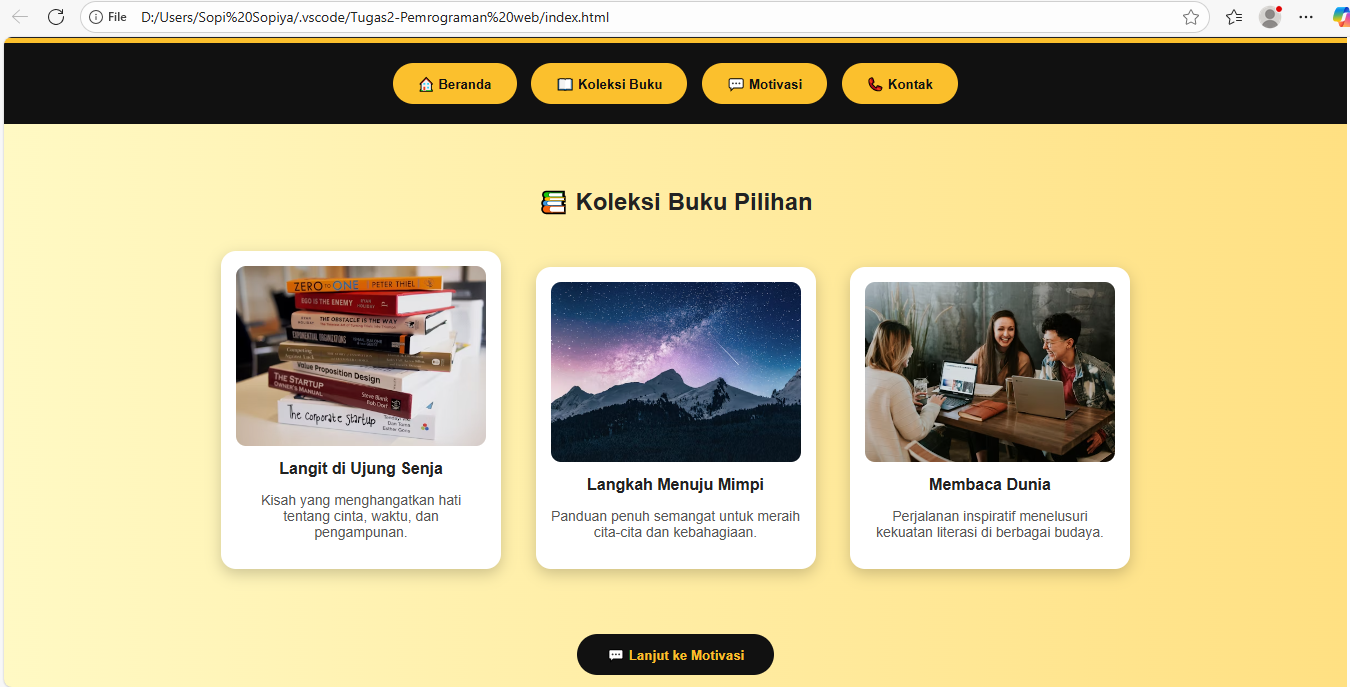 File D:/Users/Sopi%20Sopiya/.vscode/Tugas2-Pemrograman%20web/index.html
Beranda Koleksi Buku Motivasi Kontak
Koleksi Buku Pilihan
ZERO TO ONE PETER THIEL
EGO IS THE ENEMY
THE OBSTACLE IS THE WAY
EXPONENTIAL ORGANIZATIONS
Value Proposition Design
THE STARTUP
OWNER'S MANUAL
Steve Blank
Bob Dorf
The Corporate Startup
Langit di Ujung Senja
Kisah yang menghangatkan hati
tentang cinta, waktu, dan
pengampunan.
Langkah Menuju Mimpi
Panduan penuh semangat untuk meraih
cita-cita dan kebahagiaan.
Membaca Dunia
Perjalanan inspiratif menelusuri
kekuatan literasi di berbagai budaya.
Lanjut ke Motivasi